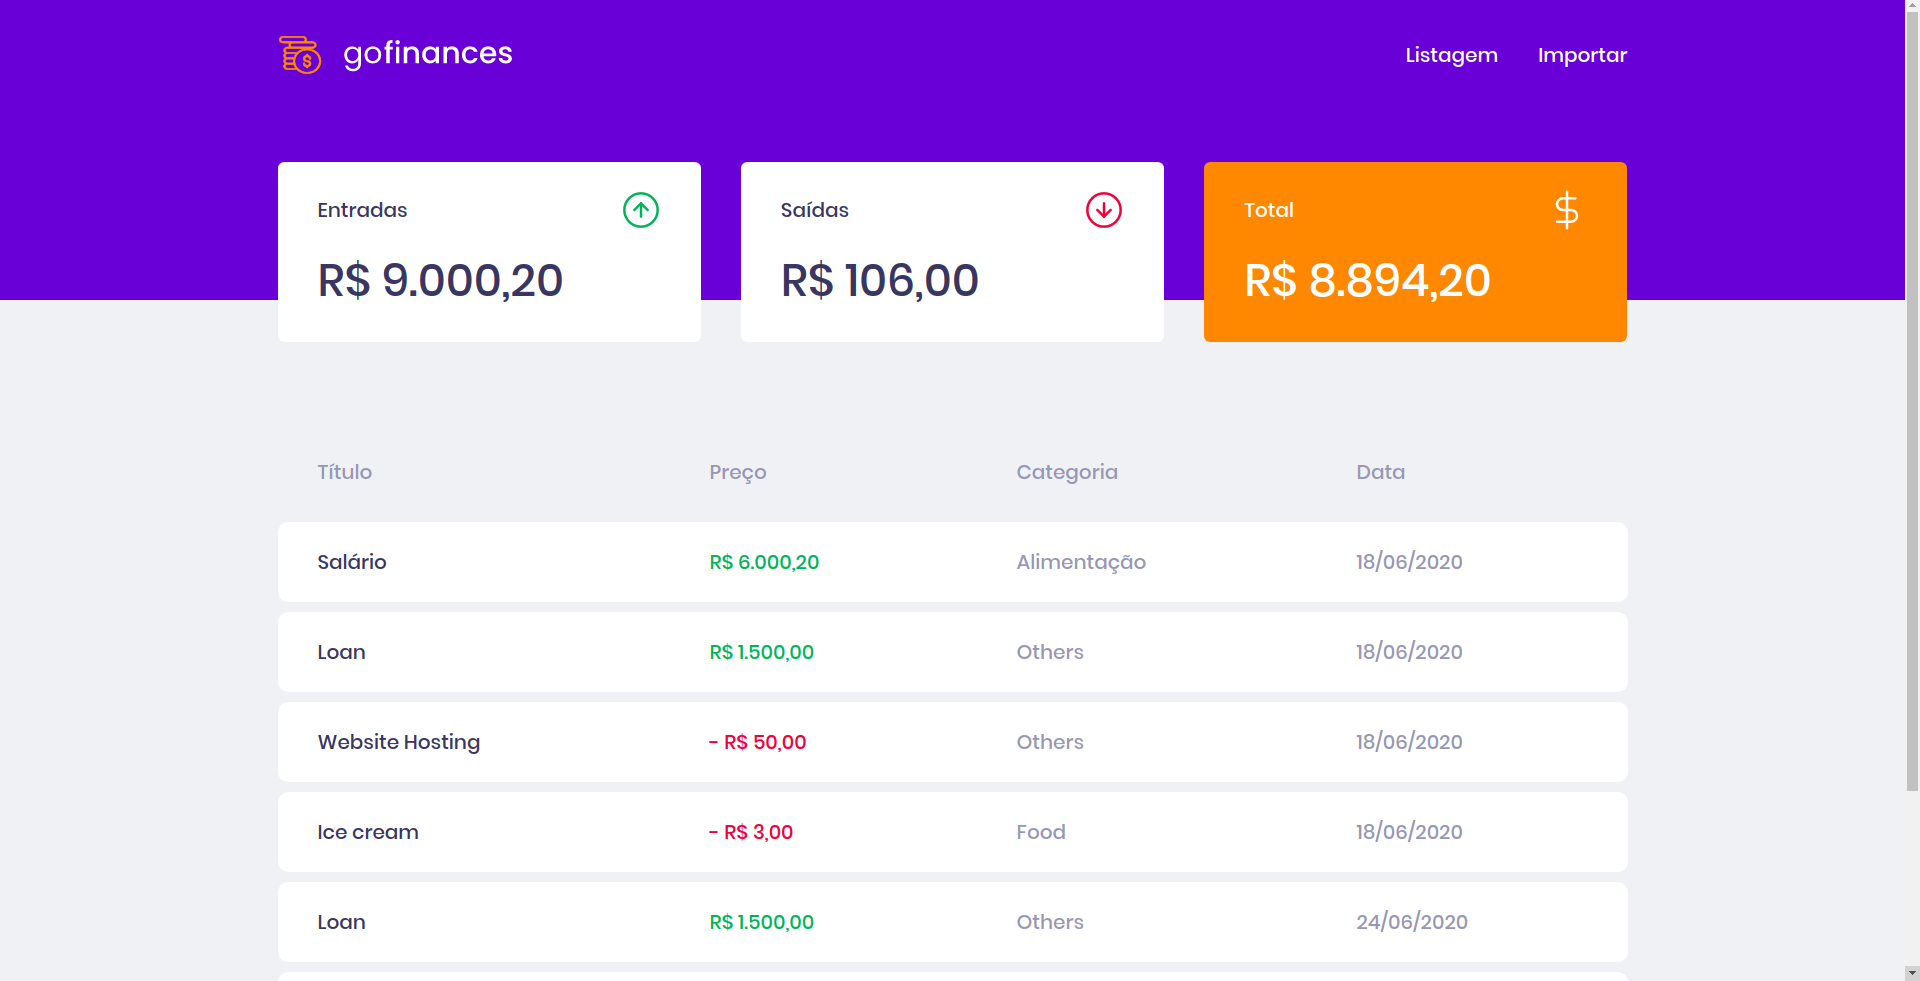 gofinances
Listagem Importar
Entradas
R$ 9.000,20
Saídas
R$ 106,00
Total
$
R$ 8.894,20
Título Preço Categoria Data
Salário R$ 6.000,20 Alimentação 18/06/2020
Loan R$ 1.500,00 Others 18/06/2020
Website Hosting - R$ 50,00 Others 18/06/2020
Ice cream - R$ 3,00 Food 18/06/2020
Loan R$ 1.500,00 Others 24/06/2020